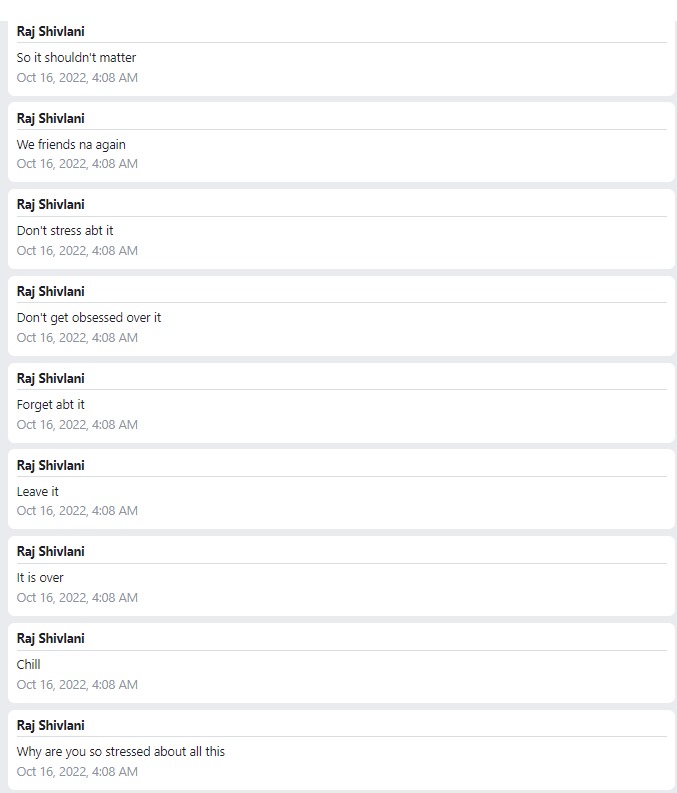 Raj Shivlani
So it shouldn't matter
Oct 16, 2022, 4:08 AM
Raj Shivlani
We friends na again
Oct 16, 2022, 4:08 AM
Raj Shivlani
Don't stress abt it
Oct 16, 2022, 4:08 AM
Raj Shivlani
Don't get obsessed over it
Oct 16, 2022, 4:08 AM
Raj Shivlani
Forget abt it
Oct 16, 2022, 4:08 AM
Raj Shivlani
Leave it
Oct 16, 2022, 4:08 AM
Raj Shivlani
It is over
Oct 16, 2022, 4:08 AM
Raj Shivlani
Chill
Oct 16, 2022, 4:08 AM
Raj Shivlani
Why are you so stressed about all this
Oct 16, 2022, 4:08 AM